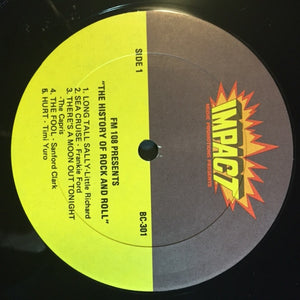 IMPACT
MUSIC PROMOTIONAL PRODUCTS
SIDE 1
BC-301
FM 108 PRESENTS
"THE HISTORY OF ROCK AND ROLL"
1. LONG TALL SALLY-Little Richard
2. SEA CRUISE - Frankie Ford
3. THERE'S A MOON OUT TONIGHT
-The Capris
4. THE FOOL - Sanford Clark
5. HURT - Timi Yuro